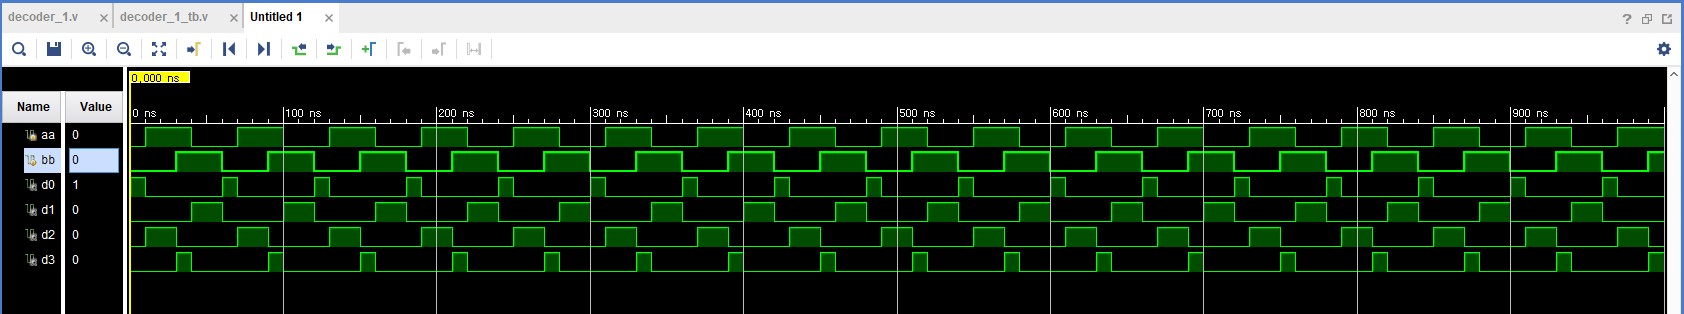 decoder_1.v × decoder_1_tb.v × Untitled 1 ×
?
0,000 ns
Name Value
0 ns 100 ns 200 ns 300 ns 400 ns 500 ns 600 ns 700 ns 800 ns 900 ns
aa 0
bb 0
d0 1
d1 0
d2 0
d3 0